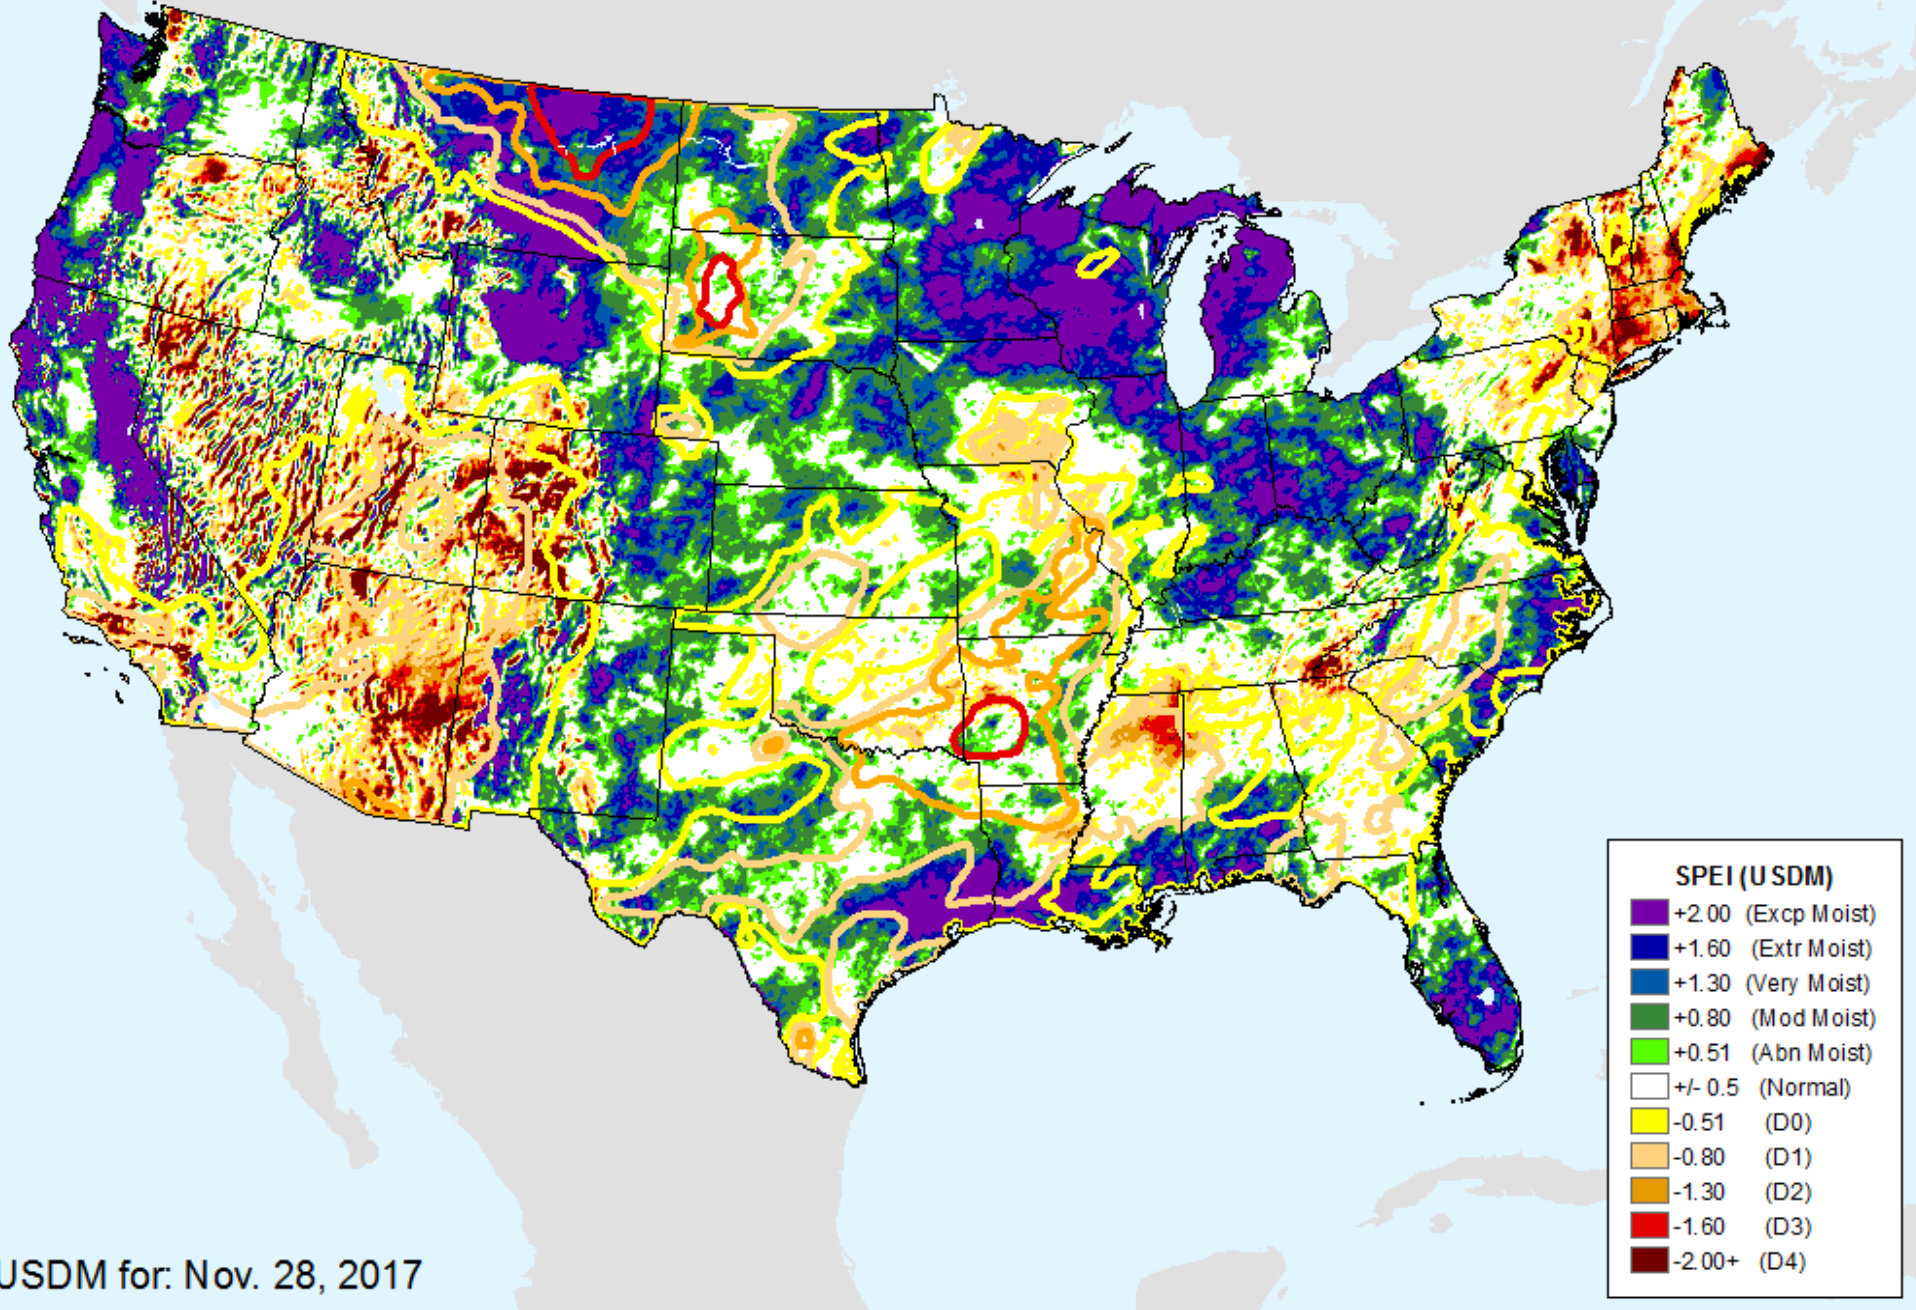 SPEI (USDM)
+2.00 (Excp Moist)
+1.60 (Extr Moist)
+1.30 (Very Moist)
+0.80 (Mod Moist)
+0.51 (Abn Moist)
+/- 0.5 (Normal)
-0.51 (D0)
-0.80 (D1)
-1.30 (D2)
-1.60 (D3)
-2.00+ (D4)
USDM for: Nov. 28, 2017